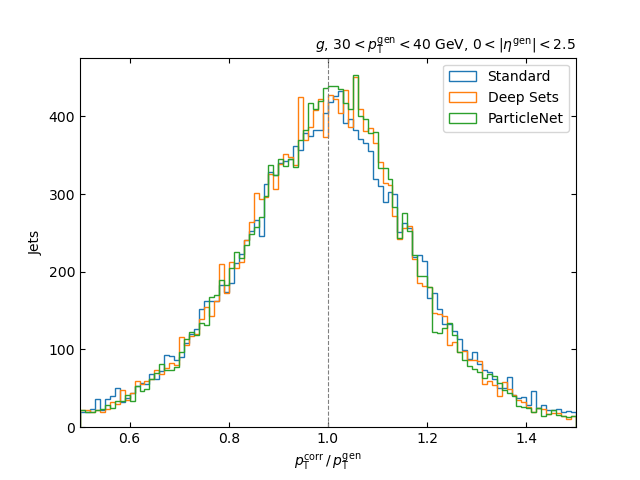 g, 30 < p_T^gen < 40 GeV, 0 < |η^gen| < 2.5
Standard
Deep Sets
ParticleNet
400
300
200
100
0
Jets
0.6 0.8 1.0 1.2 1.4
p_T^corr / p_T^gen